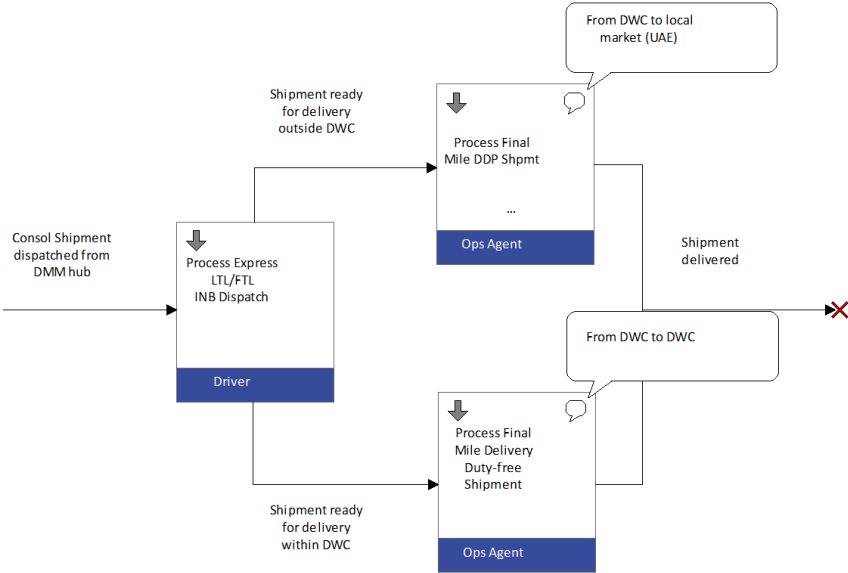 From DWC to local
market (UAE)
Shipment ready
for delivery
outside DWC
Process Final
Mile DDP Shpmt
...
Ops Agent
Consol Shipment
dispatched from
DMM hub
Process Express
LTL/FTL
INB Dispatch
Driver
Shipment
delivered
From DWC to DWC
Process Final
Mile Delivery
Duty-free
Shipment
Ops Agent
Shipment ready
for delivery
within DWC